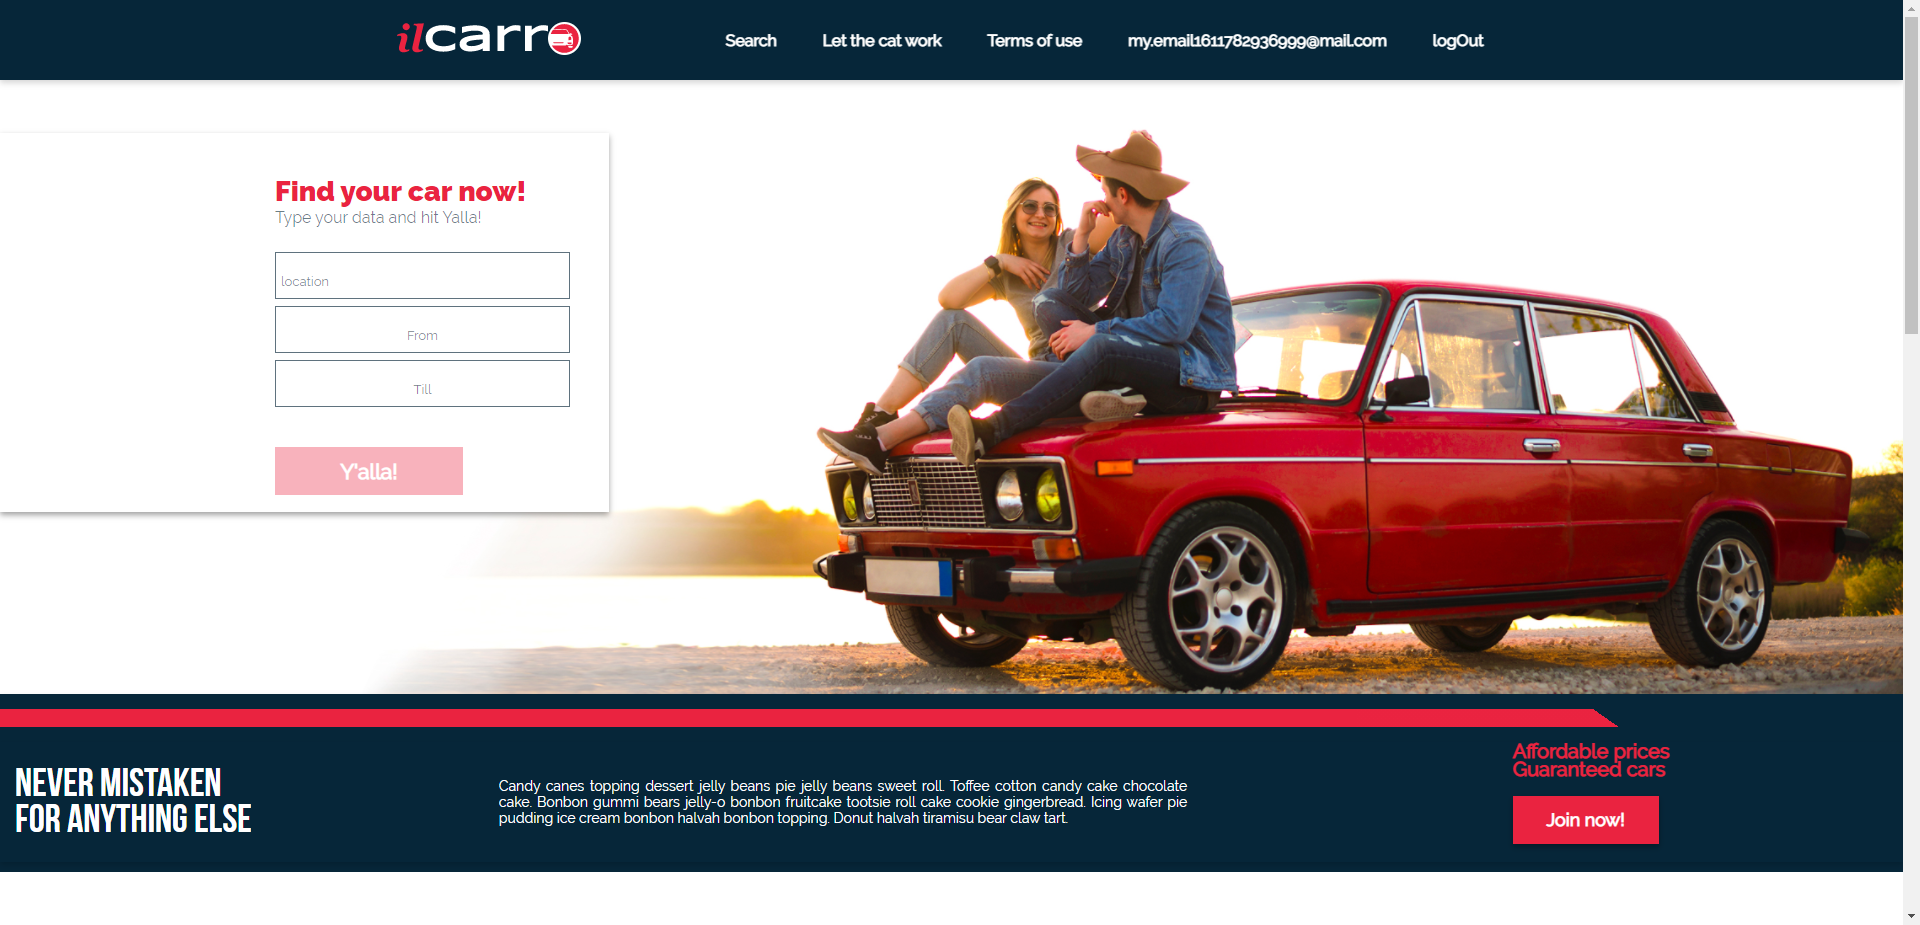 ilcarro
Search
Let the cat work
Terms of use
my.email1611782936999@mail.com
logOut
Find your car now!
Type your data and hit Yalla!
location
From
Till
Y'alla!
NEVER MISTAKEN
FOR ANYTHING ELSE
Candy canes topping dessert jelly beans pie jelly beans sweet roll. Toffee cotton candy cake chocolate
cake. Bonbon gummi bears jelly-o bonbon fruitcake tootsie roll cake cookie gingerbread. Icing wafer pie
pudding ice cream bonbon halvah bonbon topping. Donut halvah tiramisu bear claw tart.
Affordable prices
Guaranteed cars
Join now!